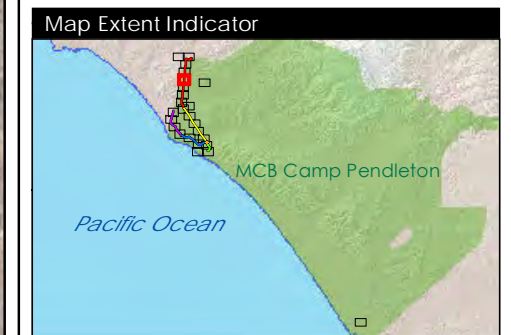 Map Extent Indicator
MCB Camp Pendleton
Pacific Ocean